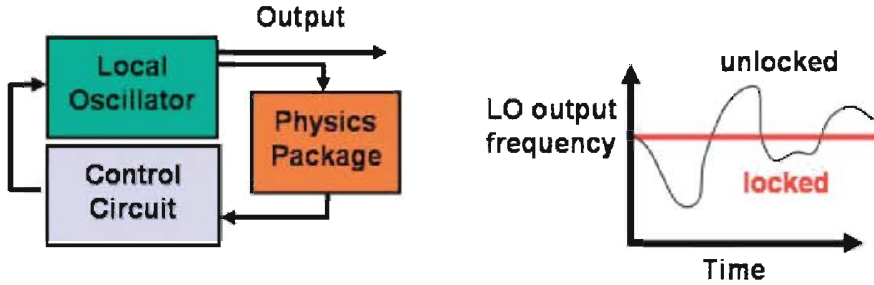 Output
Local
Oscillator
Physics
Package
Control
Circuit
unlocked
LO output
frequency
locked
Time